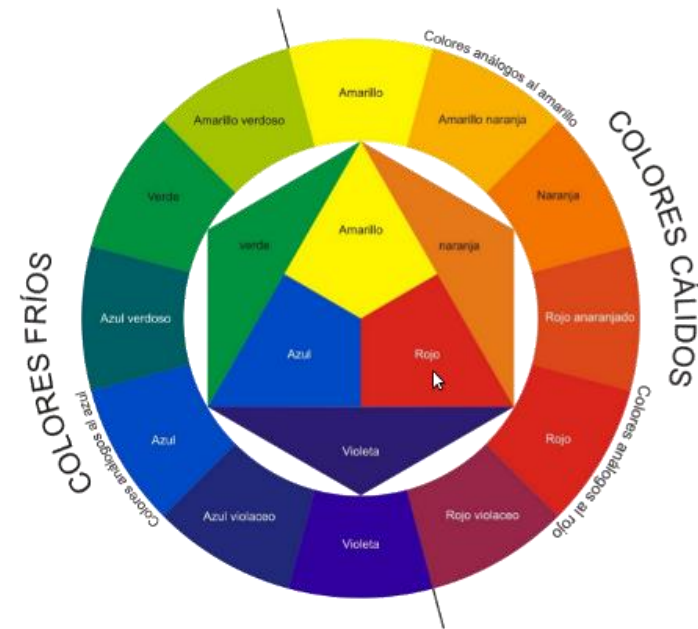 Colores análogos al amarillo
COLORES CÁLIDOS
Colores análogos al rojo
COLORES FRÍOS
Colores análogos al azul
Amarillo
Amarillo naranja
Naranja
Rojo anaranjado
Rojo
Rojo violaceo
Violeta
Azul violaceo
Azul
Azul verdoso
Verde
Amarillo verdoso
Amarillo
verde
naranja
Azul
Rojo
Violeta